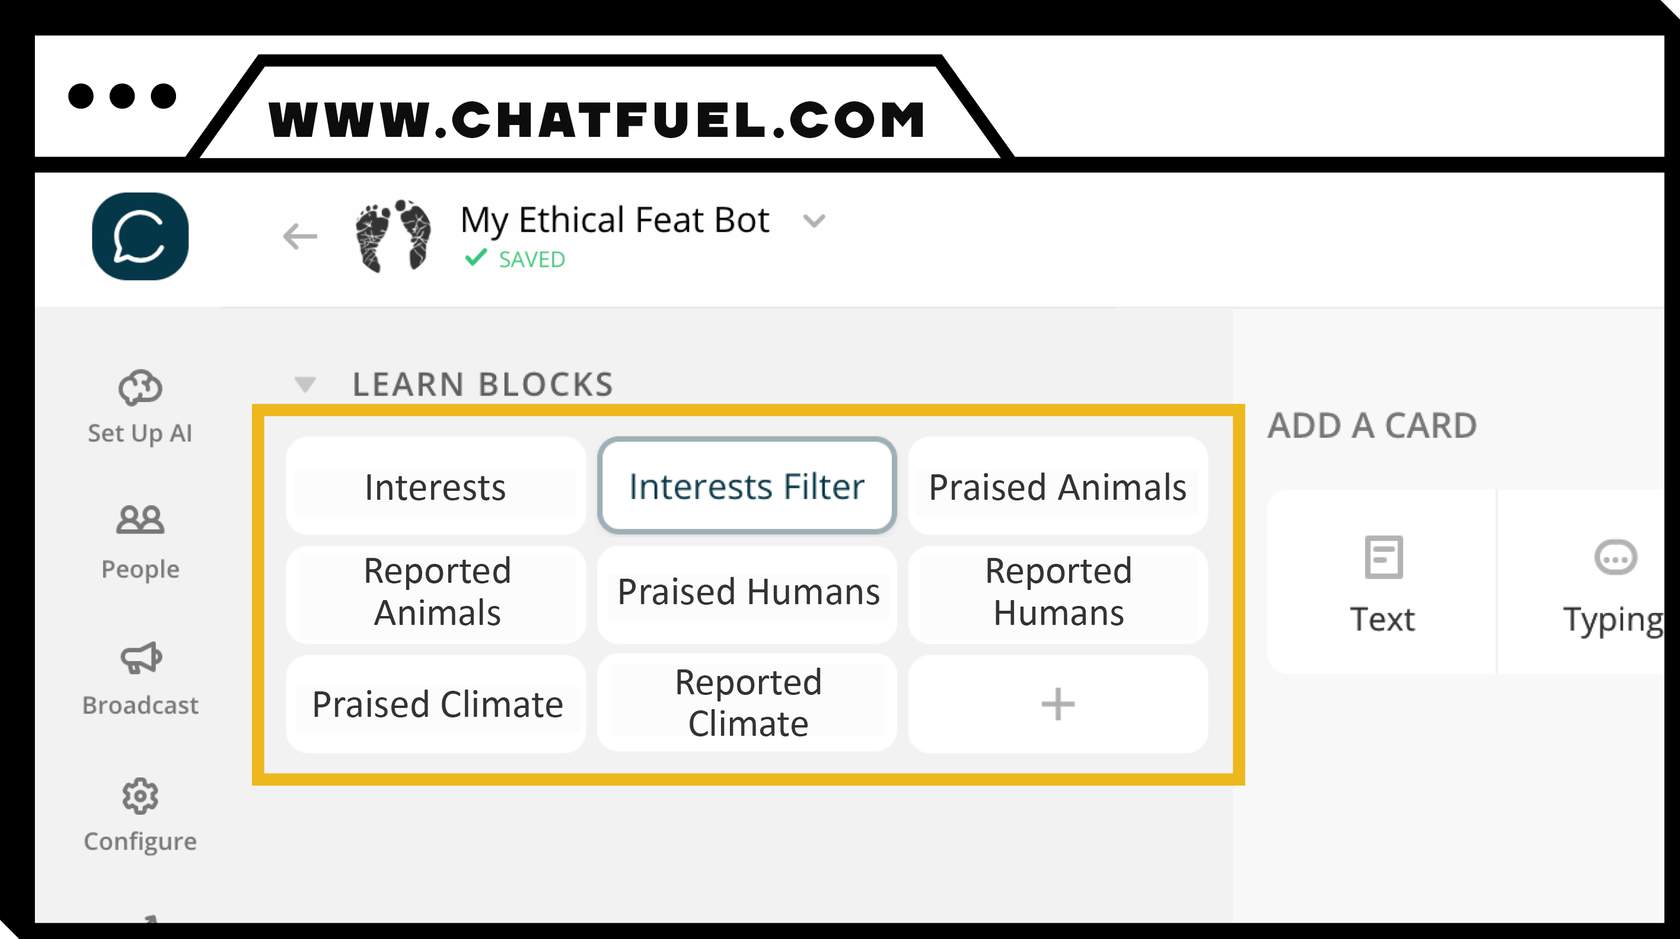 WWW.CHATFUEL.COM
My Ethical Feat Bot
SAVED
Set Up AI
People
Broadcast
Configure
LEARN BLOCKS
Interests
Interests Filter
Praised Animals
Reported
Animals
Praised Humans
Reported
Humans
Praised Climate
Reported
Climate
+
ADD A CARD
Text
Typing